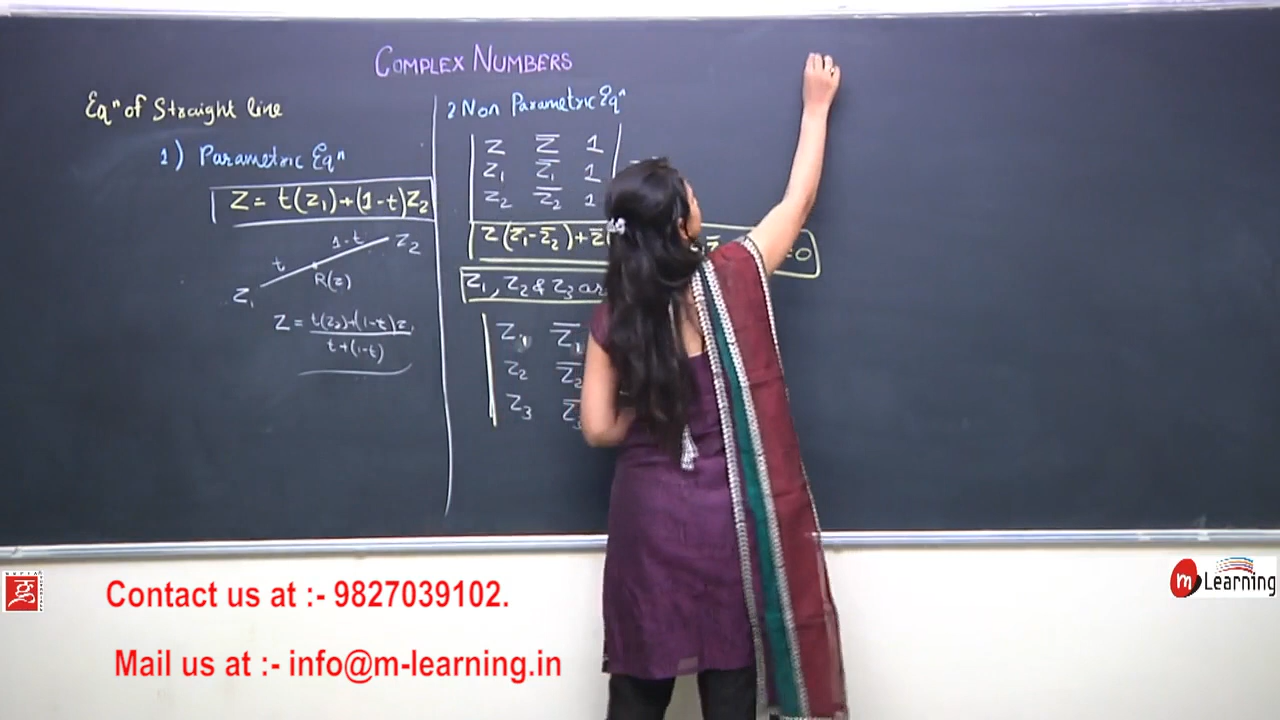 COMPLEX NUMBERS
Eqⁿ of Straight line
1) Parametric Eqⁿ
Z = t(z₁)+(1-t)Z₂
t 1-t Z₂
R(z)
Z₁
Z = t(z₂)+(1-t)z₁
t+(1-t)
2 Non Parametric Eqⁿ
Z Z̅ 1
Z₁ Z̅₁ 1
Z₂ Z̅₂ 1
Z(Z̅₁-Z̅₂)+Z̅( =0
Z₁, Z₂ & Z₃ are
Z₁ Z̅₁
Z₂ Z̅₂
Z₃ Z̅₃
Contact us at :- 9827039102.
Mail us at :- info@m-learning.in
m Learning